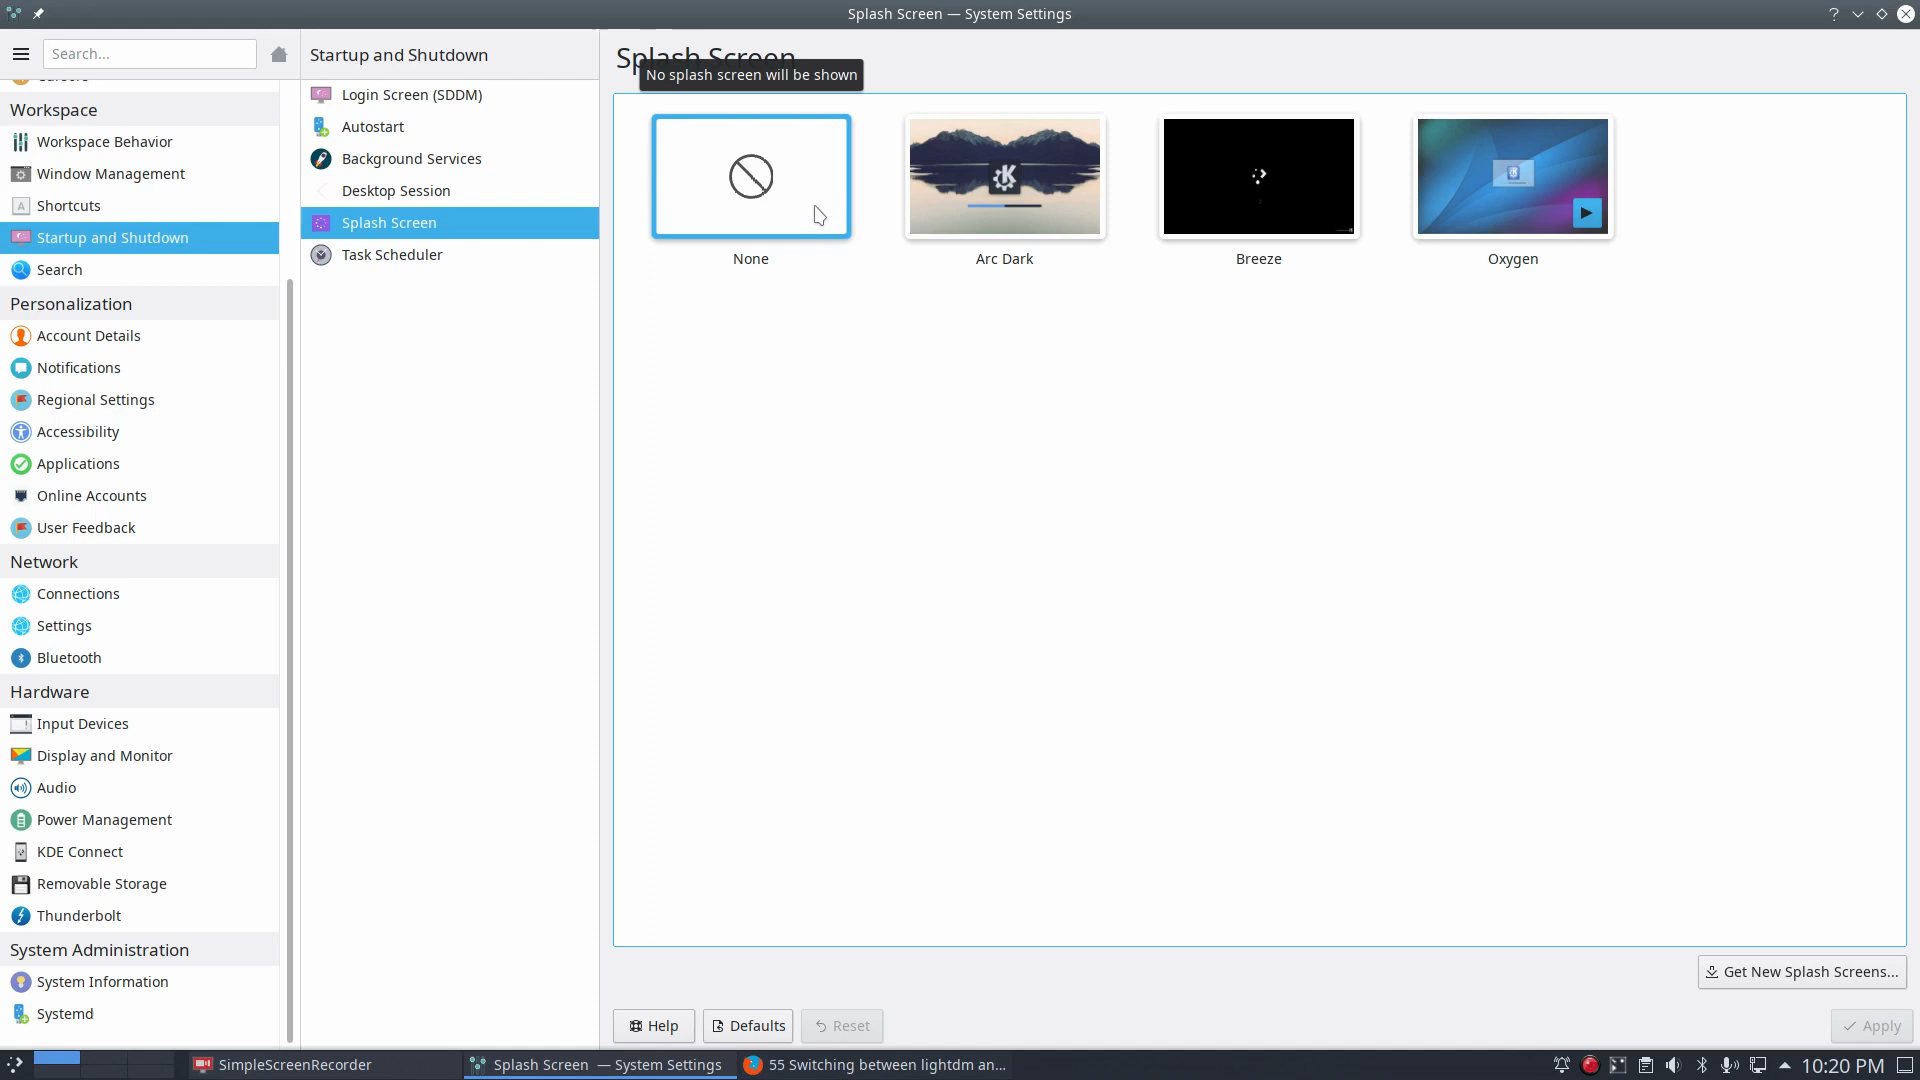 Splash Screen — System Settings
Search...
Startup and Shutdown
Splash Screen
No splash screen will be shown
Workspace
Workspace Behavior
Window Management
Shortcuts
Startup and Shutdown
Search
Personalization
Account Details
Notifications
Regional Settings
Accessibility
Applications
Online Accounts
User Feedback
Network
Connections
Settings
Bluetooth
Hardware
Input Devices
Display and Monitor
Audio
Power Management
KDE Connect
Removable Storage
Thunderbolt
System Administration
System Information
Systemd
Login Screen (SDDM)
Autostart
Background Services
Desktop Session
Splash Screen
Task Scheduler
None
Arc Dark
Breeze
Oxygen
Get New Splash Screens...
Help
Defaults
Reset
Apply
SimpleScreenRecorder
Splash Screen — System Settings
55 Switching between lightdm an...
10:20 PM